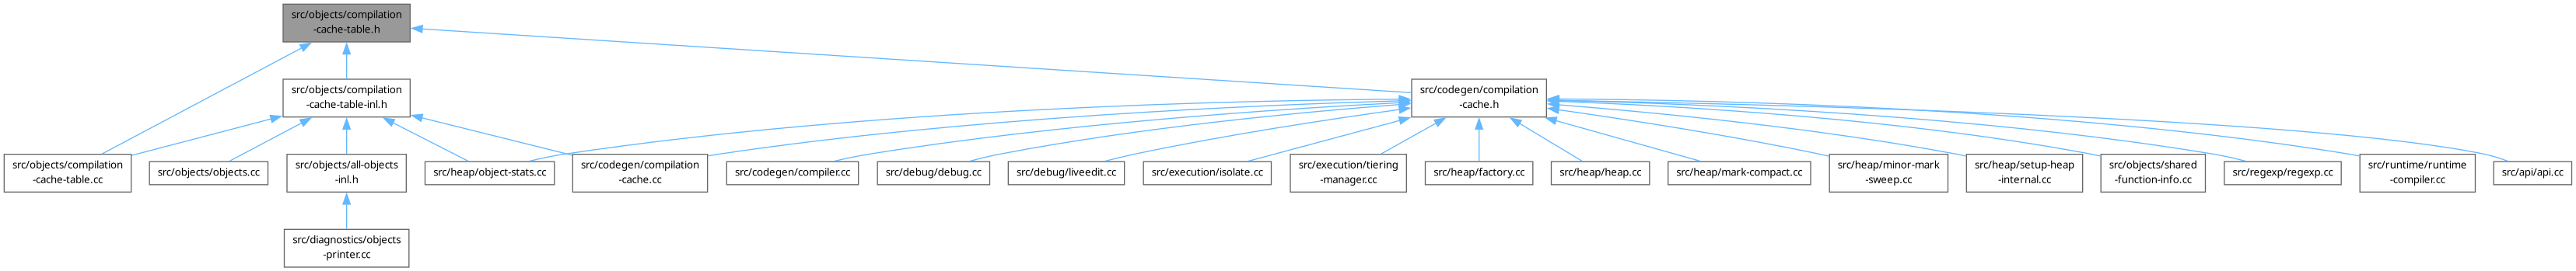 src/objects/compilation
-cache-table.h
src/objects/compilation
-cache-table-inl.h
src/codegen/compilation
-cache.h
src/objects/compilation
-cache-table.cc
src/objects/objects.cc
src/objects/all-objects
-inl.h
src/heap/object-stats.cc
src/codegen/compilation
-cache.cc
src/codegen/compiler.cc
src/debug/debug.cc
src/debug/liveedit.cc
src/execution/isolate.cc
src/execution/tiering
-manager.cc
src/heap/factory.cc
src/heap/heap.cc
src/heap/mark-compact.cc
src/heap/minor-mark
-sweep.cc
src/heap/setup-heap
-internal.cc
src/objects/shared
-function-info.cc
src/regexp/regexp.cc
src/runtime/runtime
-compiler.cc
src/api/api.cc
src/diagnostics/objects
-printer.cc